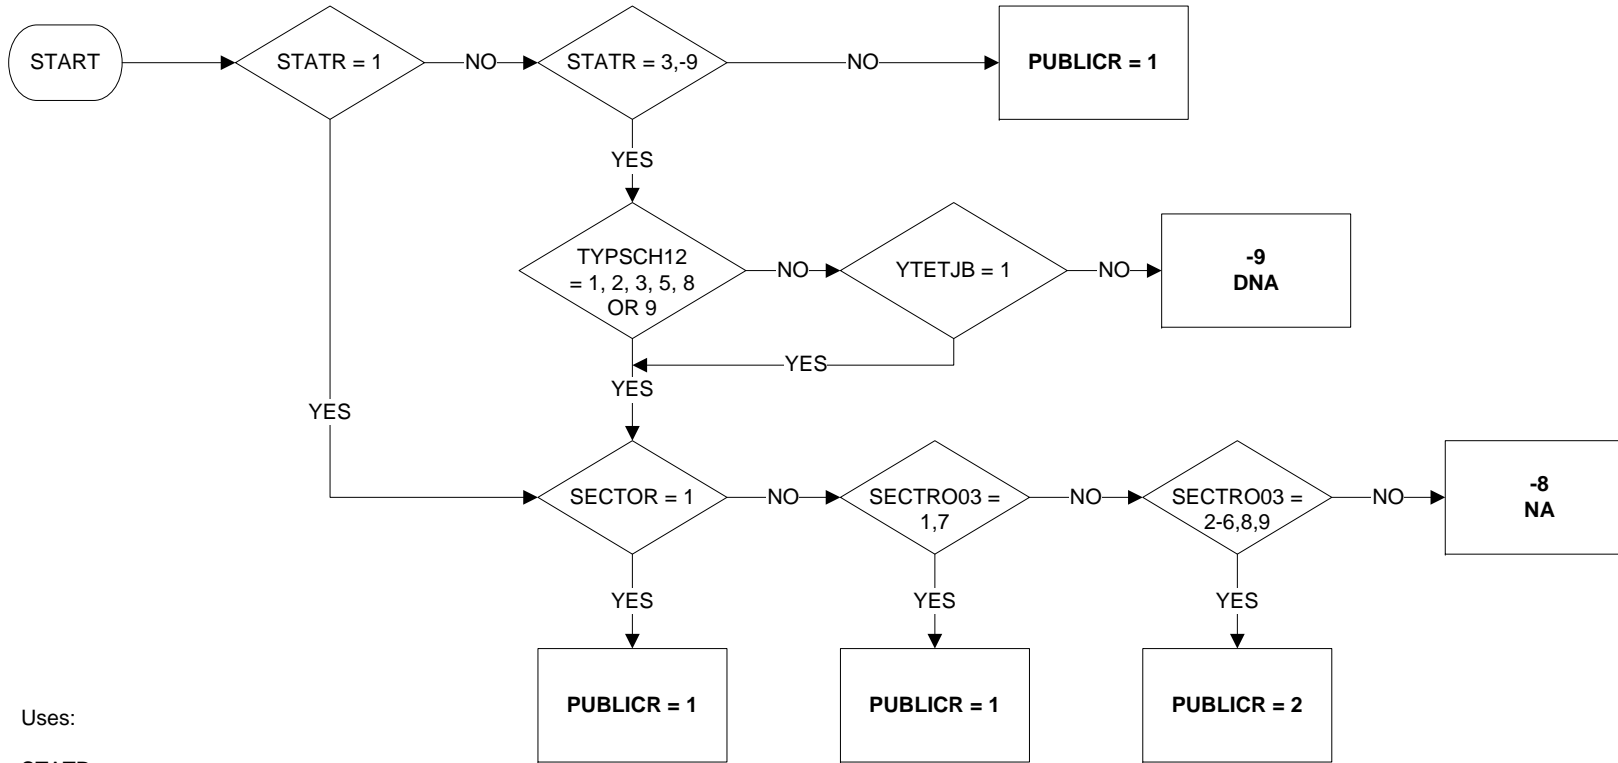 START
STATR = 1
NO
STATR = 3,-9
NO
PUBLICR = 1
YES
TYPSCH12
= 1, 2, 3, 5, 8
OR 9
NO
YTETJB = 1
NO
-9
DNA
YES
YES
YES
SECTOR = 1
NO
SECTRO03 =
1,7
NO
SECTRO03 =
2-6,8,9
NO
-8
NA
YES
YES
YES
PUBLICR = 1
PUBLICR = 1
PUBLICR = 2
Uses: